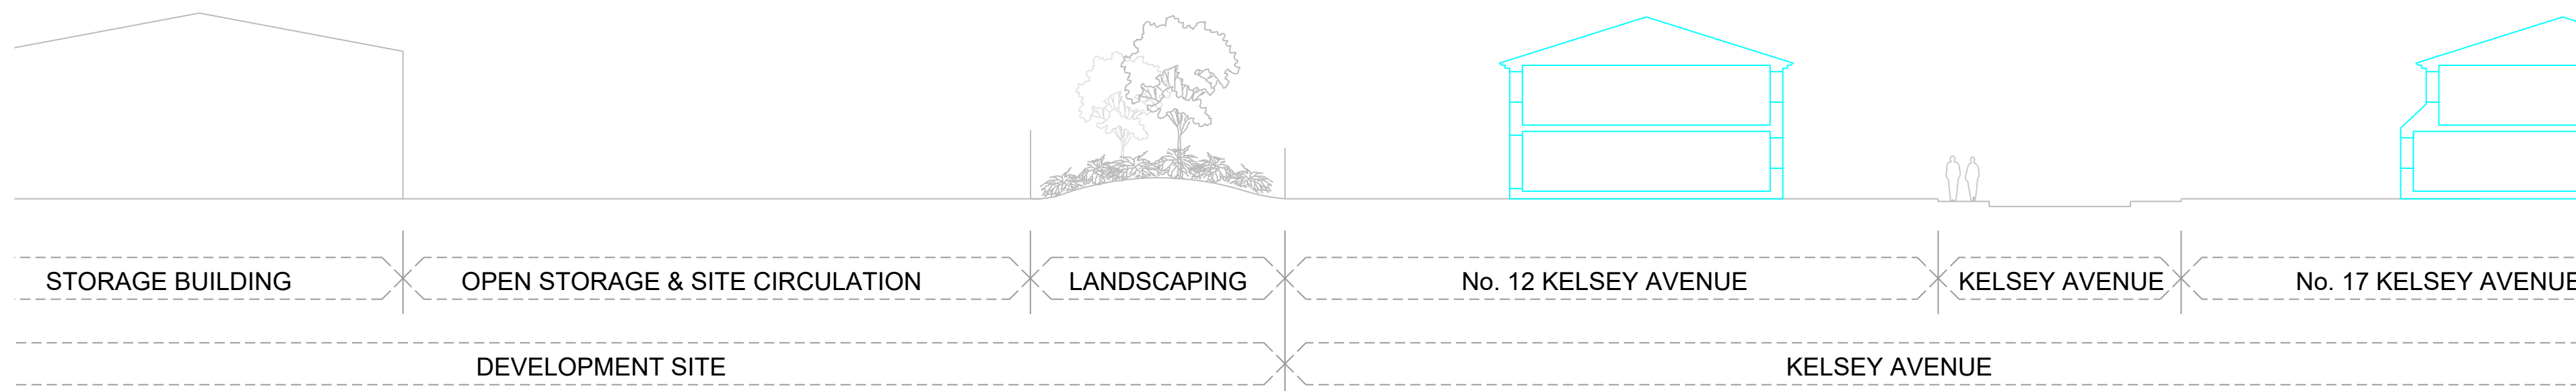 STORAGE BUILDING
OPEN STORAGE & SITE CIRCULATION
LANDSCAPING
No. 12 KELSEY AVENUE
KELSEY AVENUE
No. 17 KELSEY AVENUE
DEVELOPMENT SITE
KELSEY AVENUE